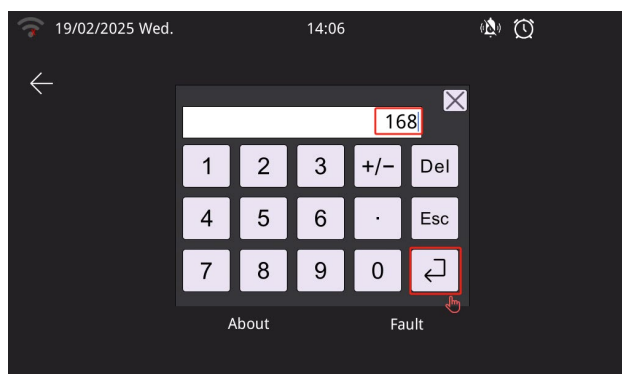 19/02/2025 Wed. 14:06
168
1 2 3 +/− Del
4 5 6 · Esc
7 8 9 0
About Fault